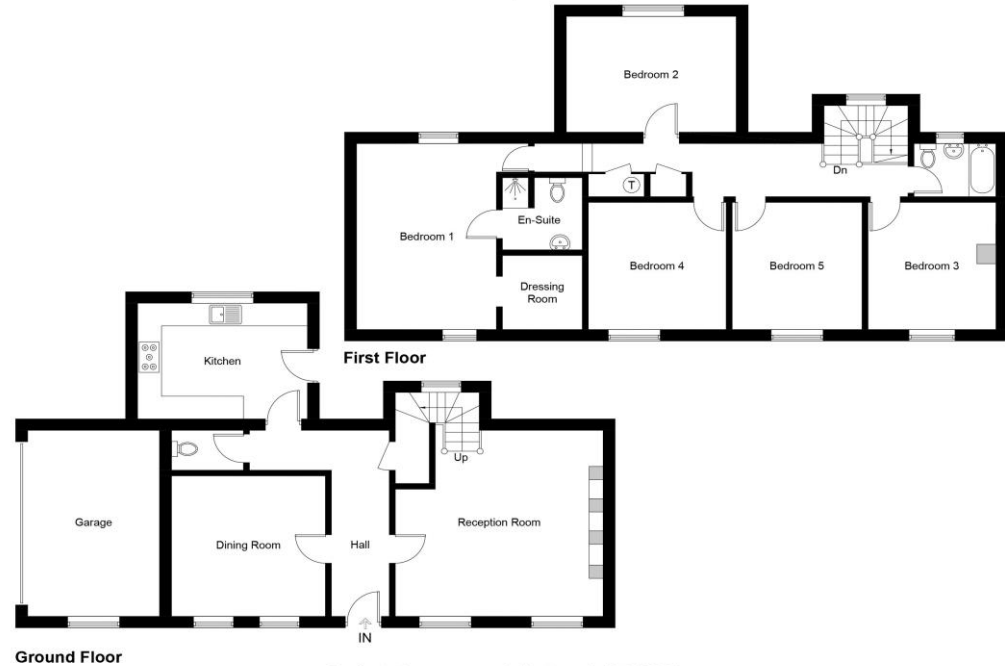 Bedroom 2
Dn
T
En-Suite
Bedroom 1
Bedroom 4
Bedroom 5
Bedroom 3
Dressing
Room
First Floor
Kitchen
Up
Garage
Reception Room
Dining Room
Hall
IN
Ground Floor